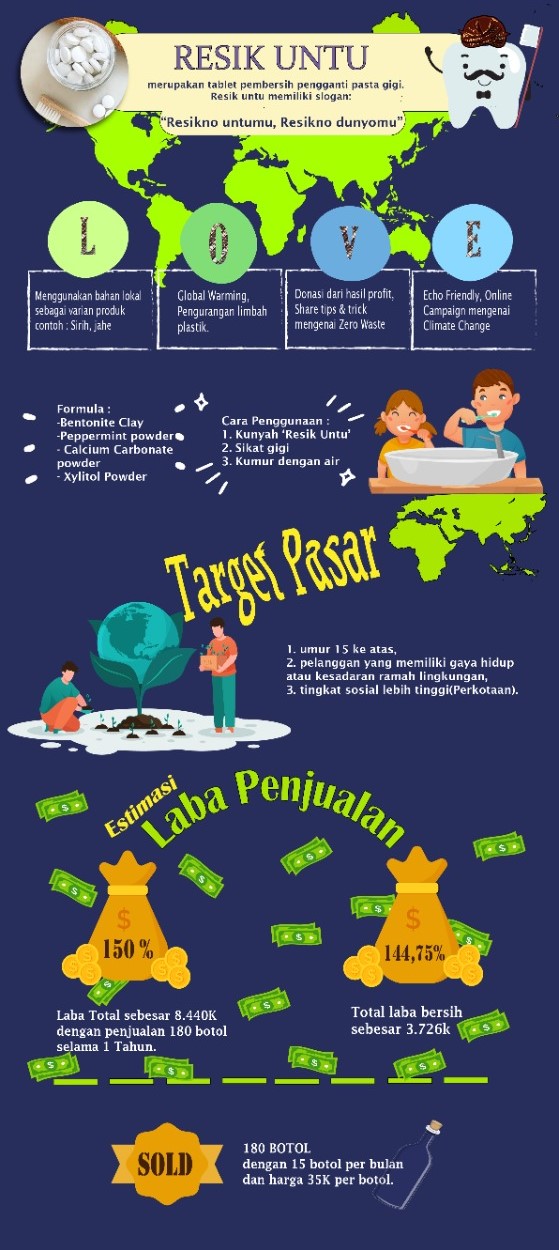 RESIK UNTU
merupakan tablet pembersih pengganti pasta gigi.
Resik untu memiliki slogan:
“Resikno untumu, Resikno dunyomu”
L
O
V
E
Menggunakan bahan lokal
sebagai varian produk
contoh : Sirih, jahe
Global Warming,
Pengurangan limbah
plastik.
Donasi dari hasil profit,
Share tips & trick
mengenai Zero Waste
Echo Friendly, Online
Campaign mengenai
Climate Change
Formula :
-Bentonite Clay
-Peppermint powder
- Calcium Carbonate
powder
- Xylitol Powder
Cara Penggunaan :
1. Kunyah ‘Resik Untu’
2. Sikat gigi
3. Kumur dengan air
Target Pasar
1. umur 15 ke atas,
2. pelanggan yang memiliki gaya hidup
atau kesadaran ramah lingkungan,
3. tingkat sosial lebih tinggi(Perkotaan).
Estimasi
Laba Penjualan
$
150 %
$
144,75%
Laba Total sebesar 8.440K
dengan penjualan 180 botol
selama 1 Tahun.
Total laba bersih
sebesar 3.726k
SOLD
180 BOTOL
dengan 15 botol per bulan
dan harga 35K per botol.